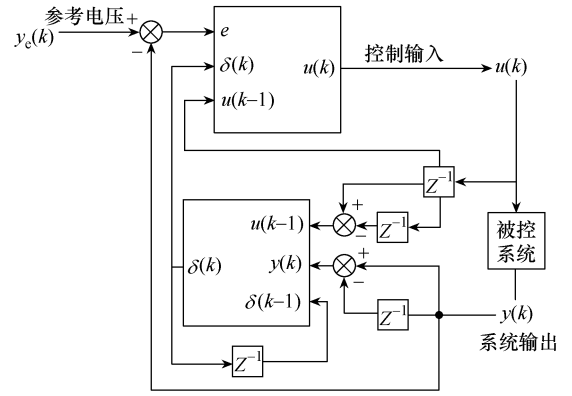 参考电压 +
y_c(k)
−
e
δ(k)
u(k−1)
u(k)
控制输入
u(k)
Z⁻¹
+
−
Z⁻¹
被控
系统
u(k−1)
y(k)
δ(k−1)
δ(k)
+
−
Z⁻¹
y(k)
系统输出
Z⁻¹